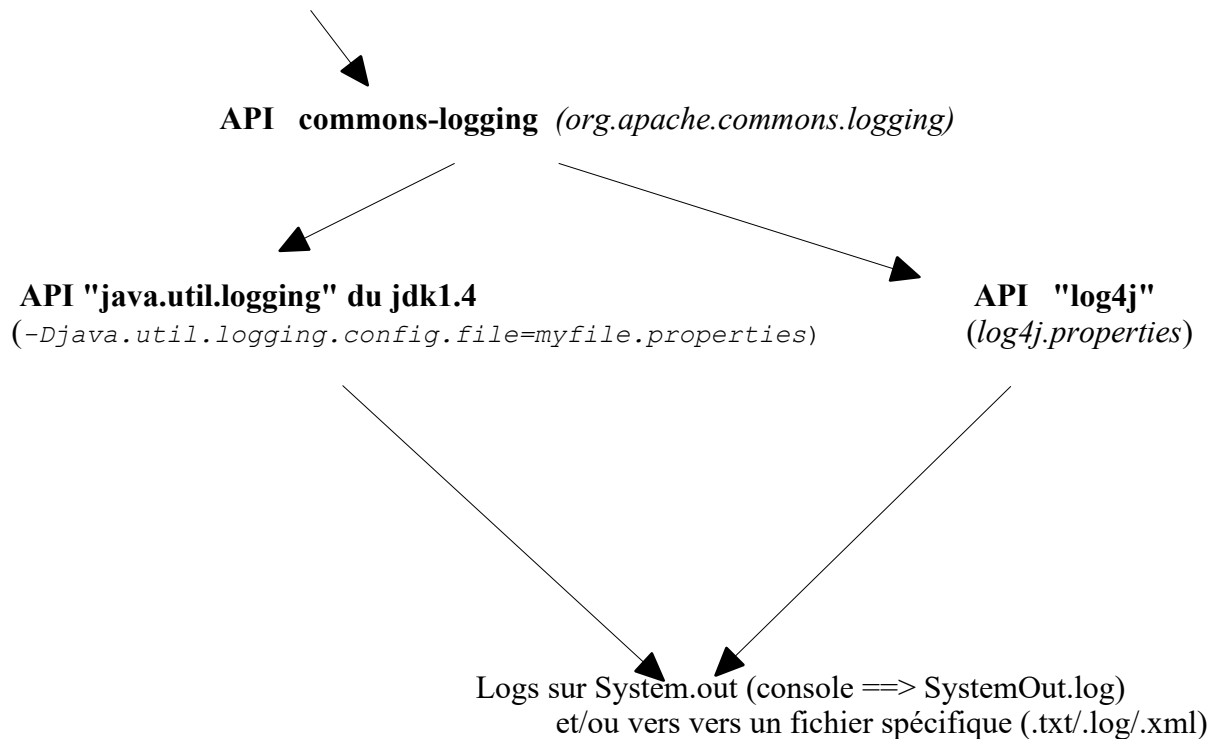 API commons-logging (org.apache.commons.logging)
API "java.util.logging" du jdk1.4
(-Djava.util.logging.config.file=myfile.properties)
API "log4j"
(log4j.properties)
Logs sur System.out (console ==> SystemOut.log)
et/ou vers vers un fichier spécifique (.txt/.log/.xml)